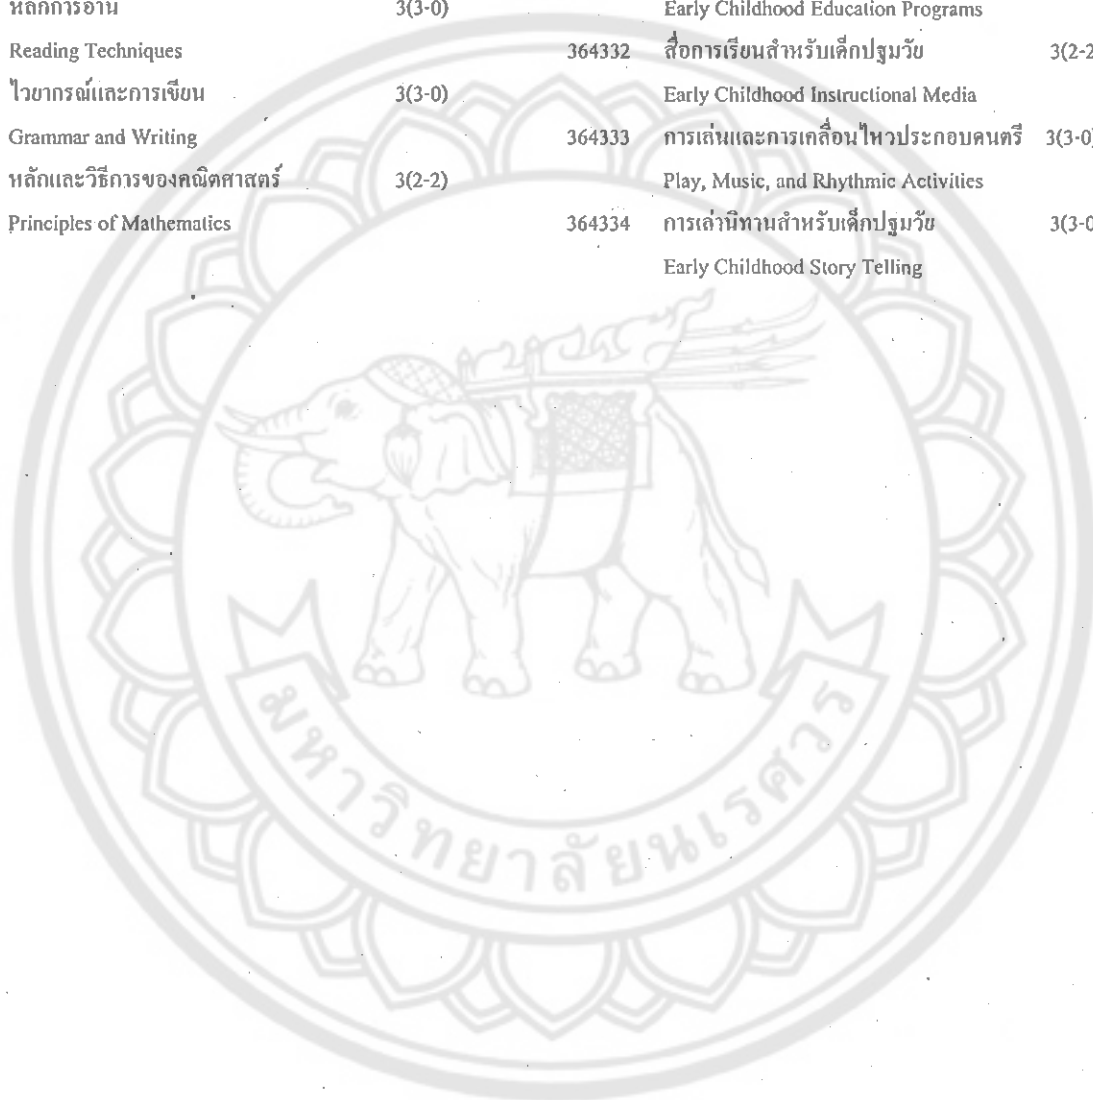 หลักการอ่าน 3(3-0)
Reading Techniques
ไวยากรณ์และการเขียน 3(3-0)
Grammar and Writing
หลักและวิธีการของคณิตศาสตร์ 3(2-2)
Principles of Mathematics
Early Childhood Education Programs
364332 สื่อการเรียนสำหรับเด็กปฐมวัย 3(2-2
Early Childhood Instructional Media
364333 การเล่นและการเคลื่อนไหวประกอบดนตรี 3(3-0)
Play, Music, and Rhythmic Activities
364334 การเล่านิทานสำหรับเด็กปฐมวัย 3(3-0
Early Childhood Story Telling
มหาวิทยาลัยนเรศวร